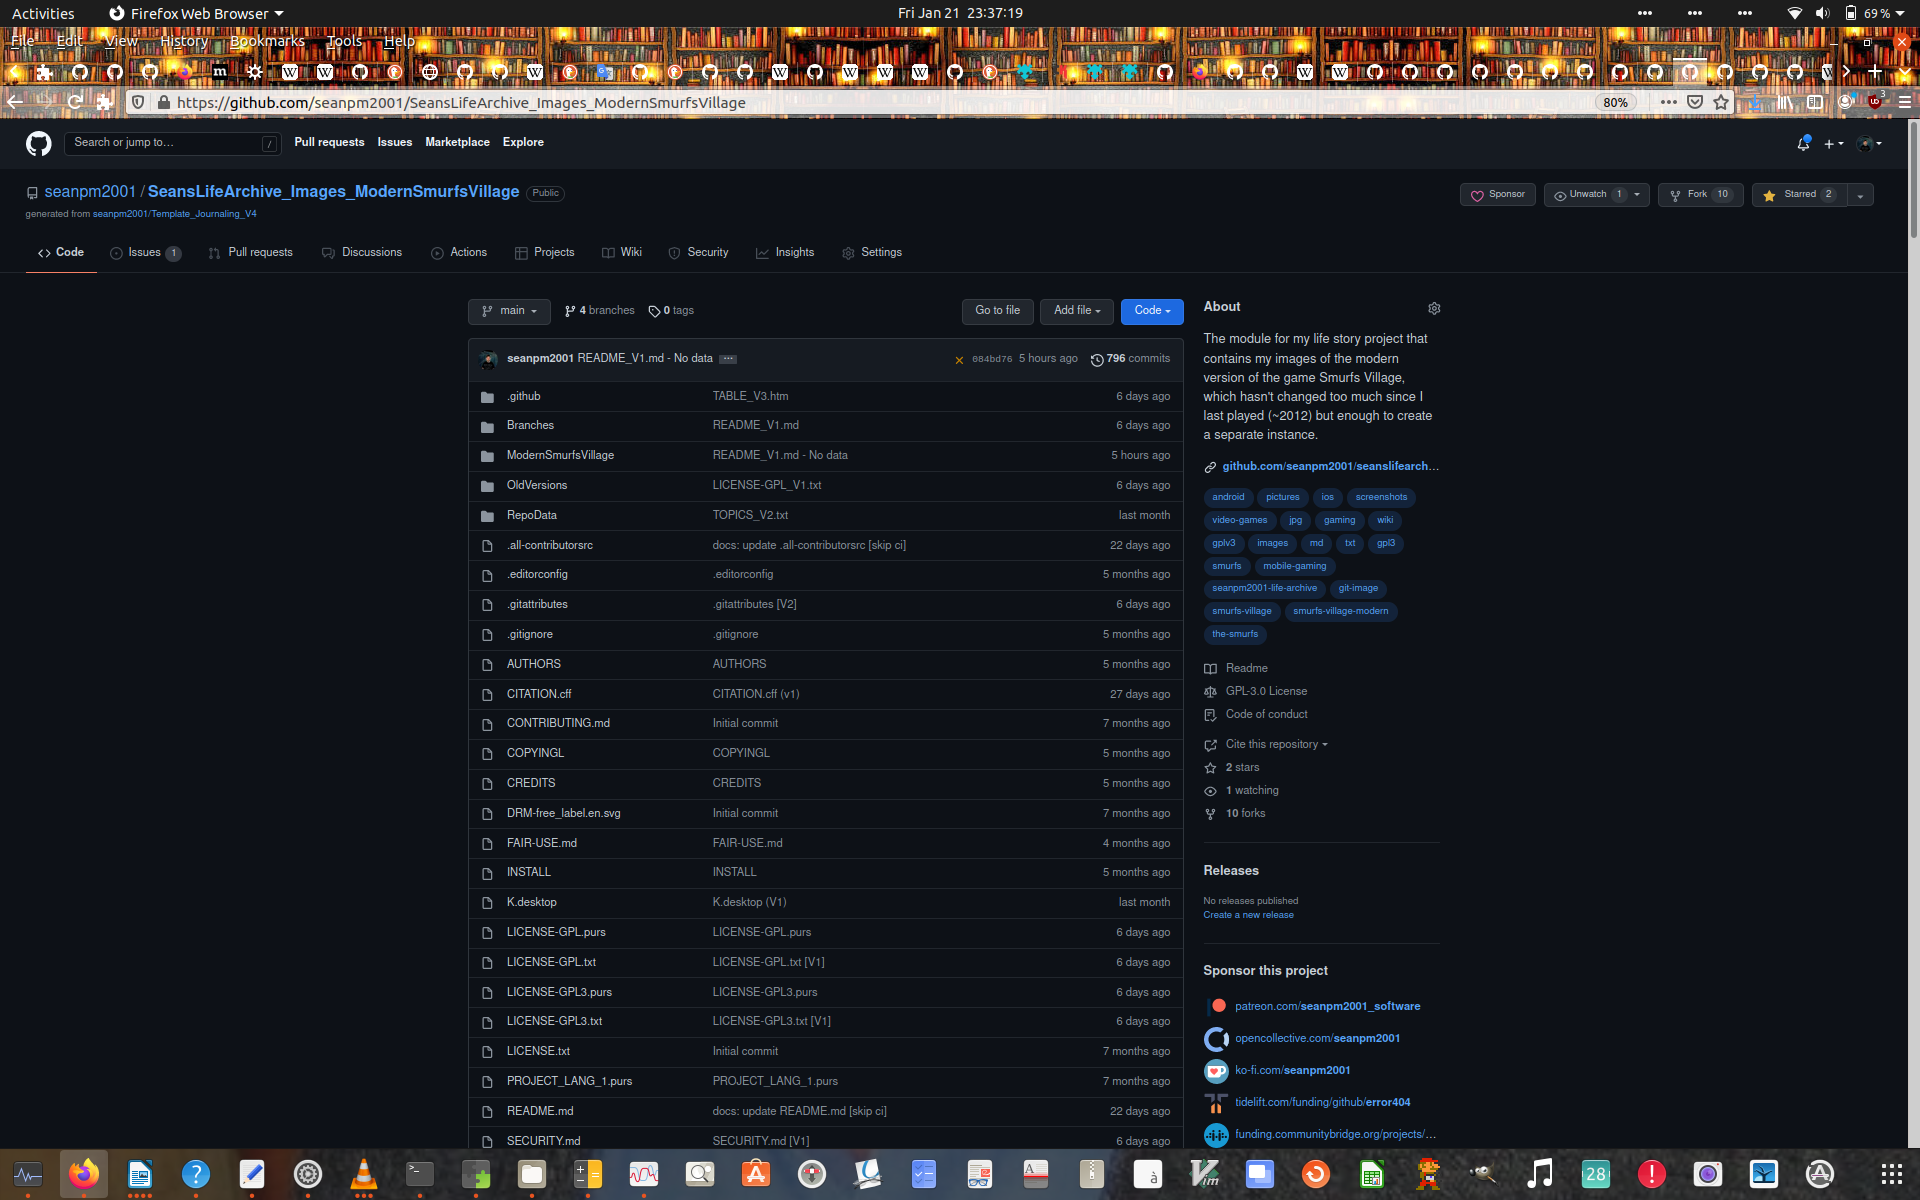 Activities Firefox Web Browser Fri Jan 21 23:37:19 69 %
File Edit View History Bookmarks Tools Help
https://github.com/seanpm2001/SeansLifeArchive_Images_ModernSmurfsVillage 80% 3
Search or jump to... / Pull requests Issues Marketplace Explore
seanpm2001 / SeansLifeArchive_Images_ModernSmurfsVillage Public Sponsor Unwatch 1 Fork 10 Starred 2
generated from seanpm2001/Template_Journaling_V4
Code Issues 1 Pull requests Discussions Actions Projects Wiki Security Insights Settings
main 4 branches 0 tags Go to file Add file Code
seanpm2001 README_V1.md - No data 084bd76 5 hours ago 796 commits
.github TABLE_V3.htm 6 days ago
Branches README_V1.md 6 days ago
ModernSmurfsVillage README_V1.md - No data 5 hours ago
OldVersions LICENSE-GPL_V1.txt 6 days ago
RepoData TOPICS_V2.txt last month
.all-contributorsrc docs: update .all-contributorsrc [skip ci] 22 days ago
.editorconfig .editorconfig 5 months ago
.gitattributes .gitattributes [V2] 6 days ago
.gitignore .gitignore 5 months ago
AUTHORS AUTHORS 5 months ago
CITATION.cff CITATION.cff (v1) 27 days ago
CONTRIBUTING.md Initial commit 7 months ago
COPYINGL COPYINGL 5 months ago
CREDITS CREDITS 5 months ago
DRM-free_label.en.svg Initial commit 7 months ago
FAIR-USE.md FAIR-USE.md 4 months ago
INSTALL INSTALL 5 months ago
K.desktop K.desktop (V1) last month
LICENSE-GPL.purs LICENSE-GPL.purs 6 days ago
LICENSE-GPL.txt LICENSE-GPL.txt [V1] 6 days ago
LICENSE-GPL3.purs LICENSE-GPL3.purs 6 days ago
LICENSE-GPL3.txt LICENSE-GPL3.txt [V1] 6 days ago
LICENSE.txt Initial commit 7 months ago
PROJECT_LANG_1.purs PROJECT_LANG_1.purs 7 months ago
README.md docs: update README.md [skip ci] 22 days ago
SECURITY.md SECURITY.md [V1] 6 days ago
About
The module for my life story project that
contains my images of the modern
version of the game Smurfs Village,
which hasn't changed too much since I
last played (~2012) but enough to create
a separate instance.
github.com/seanpm2001/seanslifearch...
android pictures ios screenshots
video-games jpg gaming wiki
gplv3 images md txt gpl3
smurfs mobile-gaming
seanpm2001-life-archive git-image
smurfs-village smurfs-village-modern
the-smurfs
Readme
GPL-3.0 License
Code of conduct
Cite this repository
2 stars
1 watching
10 forks
Releases
No releases published
Create a new release
Sponsor this project
patreon.com/seanpm2001_software
opencollective.com/seanpm2001
ko-fi.com/seanpm2001
tidelift.com/funding/github/error404
funding.communitybridge.org/projects/...
28